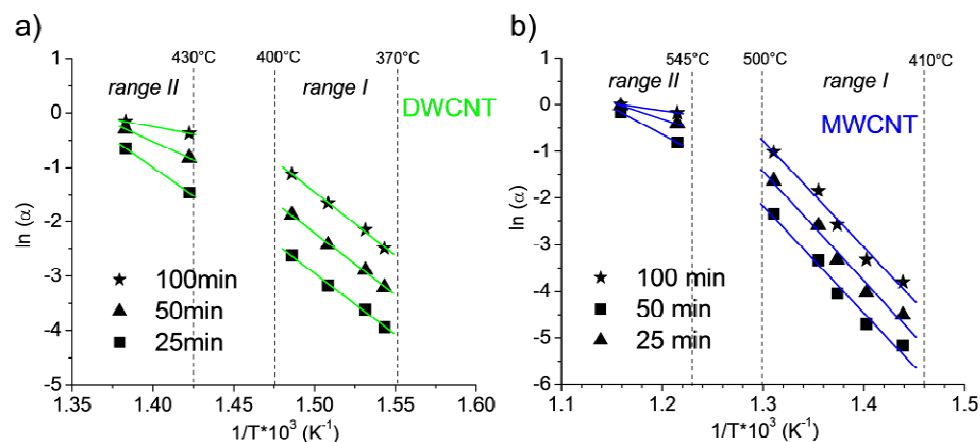 a)
430°C
400°C
370°C
range II
range I
DWCNT
1
0
-1
-2
-3
-4
-5
ln (α)
100min
50min
25min
1.35
1.40
1.45
1.50
1.55
1.60
1/T*10³ (K⁻¹)
b)
545°C
500°C
410°C
range II
range I
MWCNT
1
0
-1
-2
-3
-4
-5
-6
ln (α)
100 min
50 min
25 min
1.1
1.2
1.3
1.4
1.5
1/T*10³ (K⁻¹)